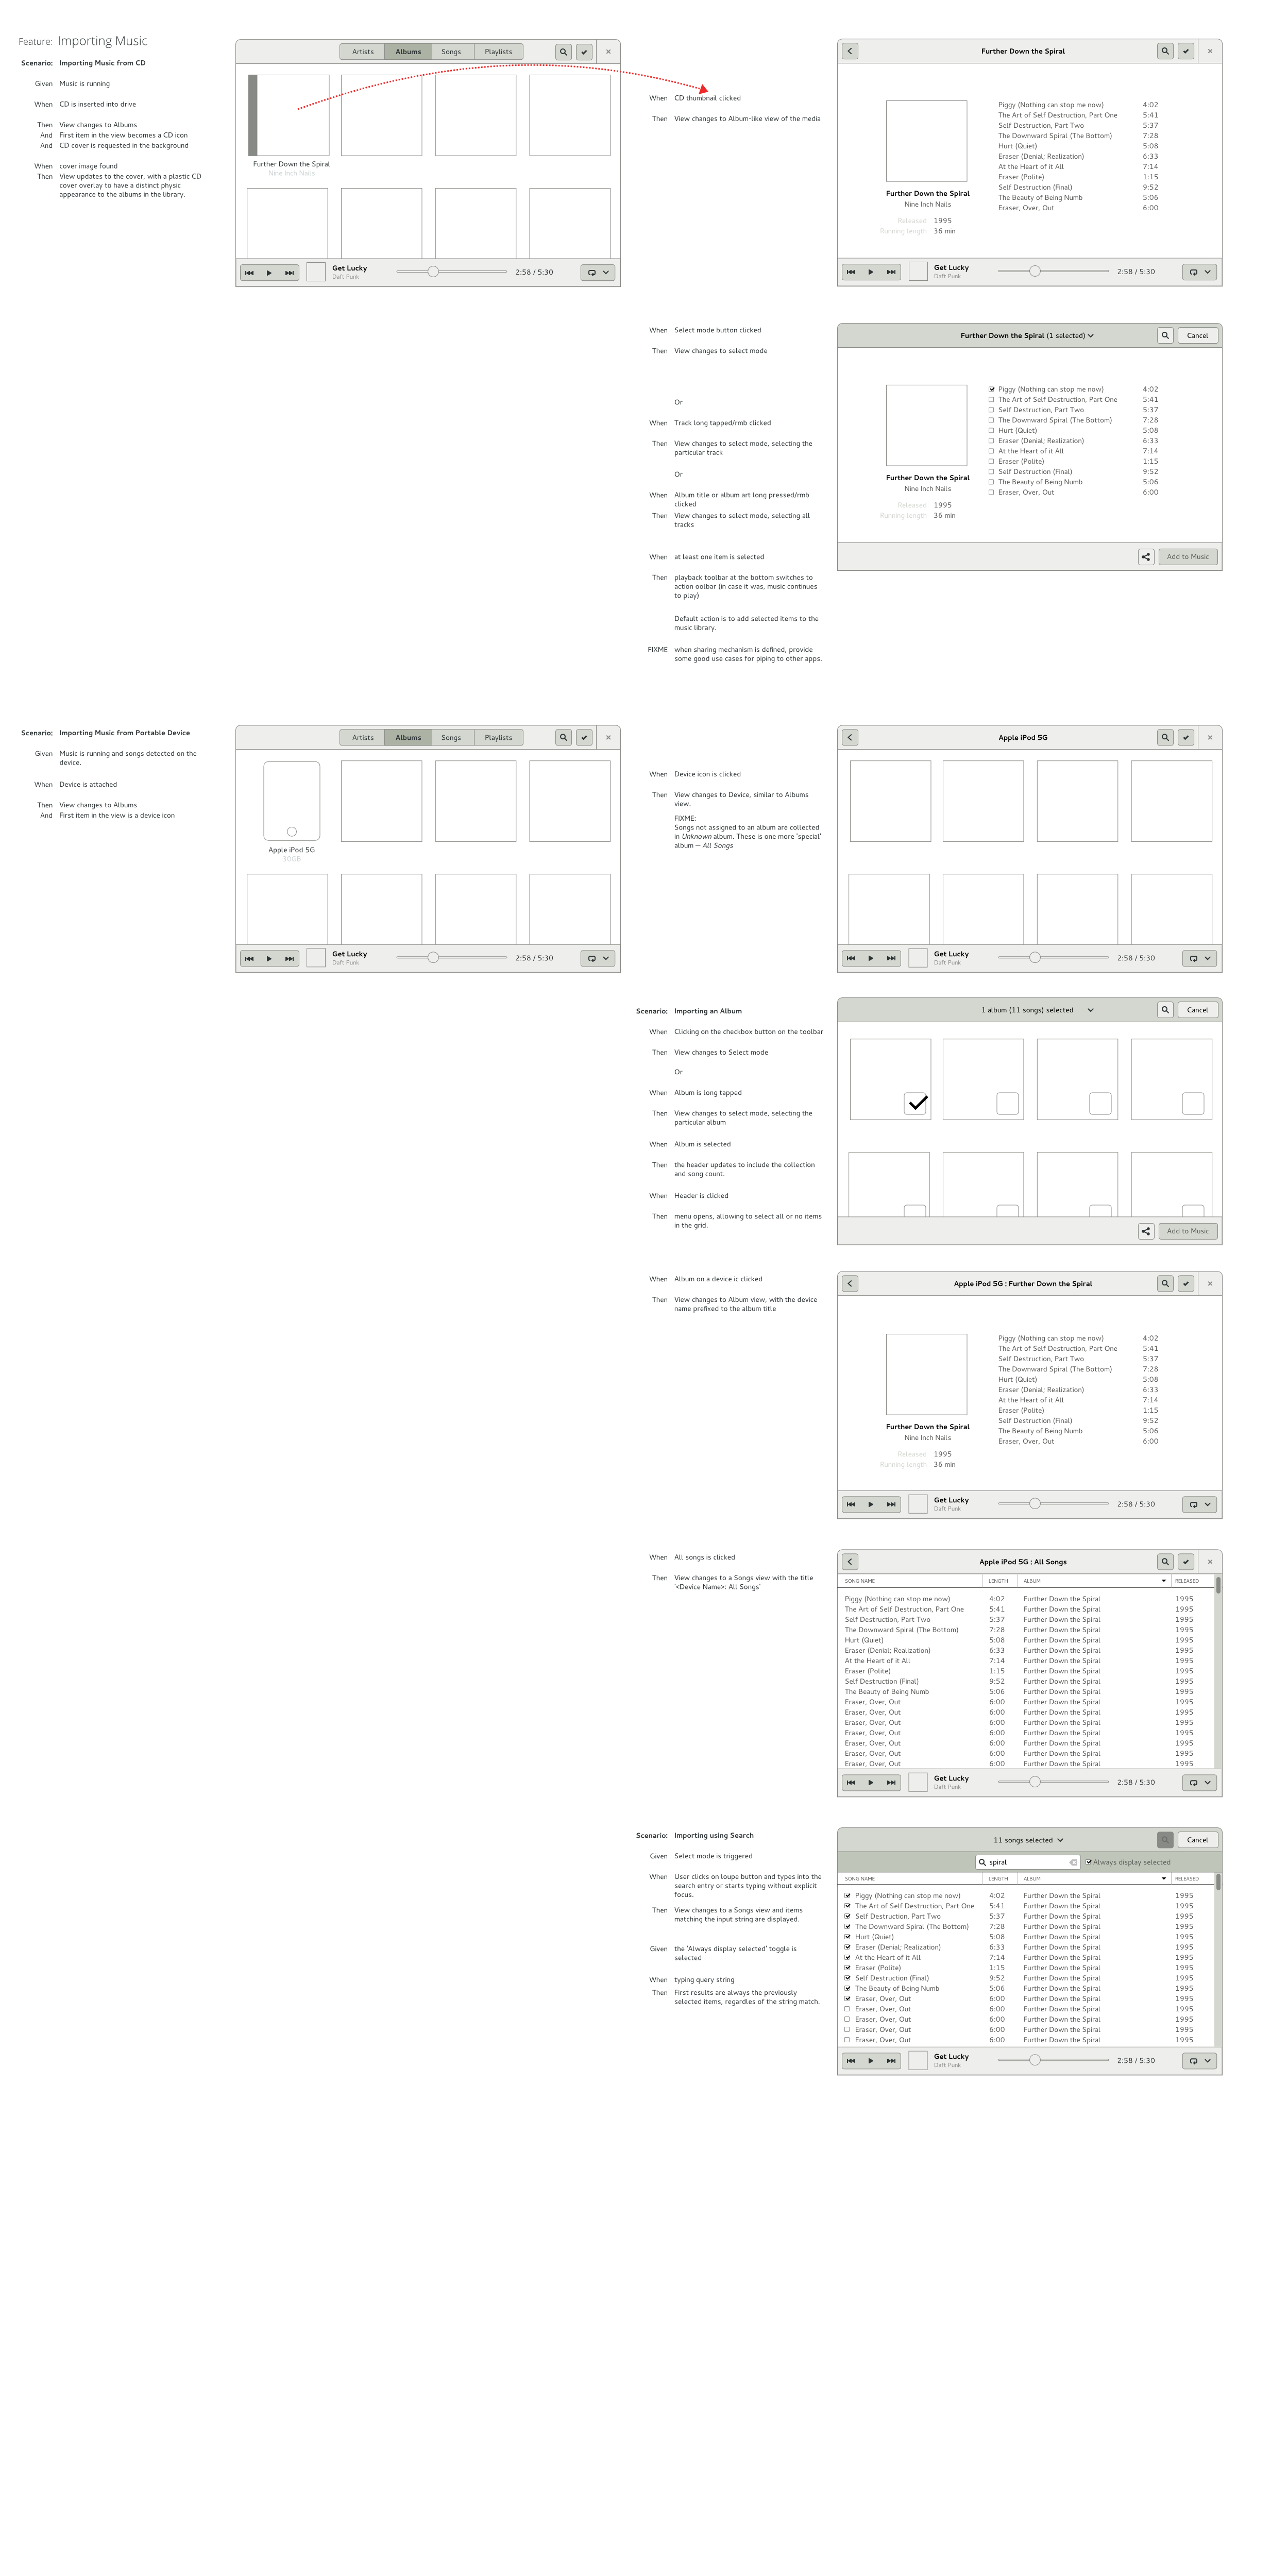 Feature: Importing Music
Scenario: Importing Music from CD
Given Music is running
When CD is inserted into drive
Then View changes to Albums
And First item in the view becomes a CD icon
And CD cover is requested in the background
When cover image found
Then View updates to the cover, with a plastic CD
cover overlay to have a distinct physic
appearance to the albums in the library.
Artists Albums Songs Playlists
Further Down the Spiral
Nine Inch Nails
Get Lucky
Daft Punk
2:58 / 5:30
When CD thumbnail clicked
Then View changes to Album-like view of the media
Further Down the Spiral
Piggy (Nothing can stop me now) 4:02
The Art of Self Destruction, Part One 5:41
Self Destruction, Part Two 5:37
The Downward Spiral (The Bottom) 7:28
Hurt (Quiet) 5:08
Eraser (Denial; Realization) 6:33
At the Heart of it All 7:14
Eraser (Polite) 1:15
Self Destruction (Final) 9:52
The Beauty of Being Numb 5:06
Eraser, Over, Out 6:00
Further Down the Spiral
Nine Inch Nails
Released 1995
Running length 36 min
Get Lucky
Daft Punk
2:58 / 5:30
When Select mode button clicked
Then View changes to select mode
Or
When Track long tapped/rmb clicked
Then View changes to select mode, selecting the
particular track
Or
When Album title or album art long pressed/rmb
clicked
Then View changes to select mode, selecting all
tracks
When at least one item is selected
Then playback toolbar at the bottom switches to
action oolbar (in case it was, music continues
to play)
Default action is to add selected items to the
music library.
FIXME when sharing mechanism is defined, provide
some good use cases for piping to other apps.
Further Down the Spiral (1 selected)
Cancel
Piggy (Nothing can stop me now) 4:02
The Art of Self Destruction, Part One 5:41
Self Destruction, Part Two 5:37
The Downward Spiral (The Bottom) 7:28
Hurt (Quiet) 5:08
Eraser (Denial; Realization) 6:33
At the Heart of it All 7:14
Eraser (Polite) 1:15
Self Destruction (Final) 9:52
The Beauty of Being Numb 5:06
Eraser, Over, Out 6:00
Further Down the Spiral
Nine Inch Nails
Released 1995
Running length 36 min
Add to Music
Scenario: Importing Music from Portable Device
Given Music is running and songs detected on the
device.
When Device is attached
Then View changes to Albums
And First item in the view is a device icon
Artists Albums Songs Playlists
Apple iPod 5G
30GB
Get Lucky
Daft Punk
2:58 / 5:30
When Device icon is clicked
Then View changes to Device, similar to Albums
view.
FIXME:
Songs not assigned to an album are collected
in Unknown album. These is one more 'special'
album — All Songs
Apple iPod 5G
Get Lucky
Daft Punk
2:58 / 5:30
Scenario: Importing an Album
When Clicking on the checkbox button on the toolbar
Then View changes to Select mode
Or
When Album is long tapped
Then View changes to select mode, selecting the
particular album
When Album is selected
Then the header updates to include the collection
and song count.
When Header is clicked
Then menu opens, allowing to select all or no items
in the grid.
1 album (11 songs) selected
Cancel
Add to Music
When Album on a device ic clicked
Then View changes to Album view, with the device
name prefixed to the album title
Apple iPod 5G : Further Down the Spiral
Piggy (Nothing can stop me now) 4:02
The Art of Self Destruction, Part One 5:41
Self Destruction, Part Two 5:37
The Downward Spiral (The Bottom) 7:28
Hurt (Quiet) 5:08
Eraser (Denial; Realization) 6:33
At the Heart of it All 7:14
Eraser (Polite) 1:15
Self Destruction (Final) 9:52
The Beauty of Being Numb 5:06
Eraser, Over, Out 6:00
Further Down the Spiral
Nine Inch Nails
Released 1995
Running length 36 min
Get Lucky
Daft Punk
2:58 / 5:30
When All songs is clicked
Then View changes to a Songs view with the title
'<Device Name>: All Songs'
Apple iPod 5G : All Songs
SONG NAME LENGTH ALBUM RELEASED
Piggy (Nothing can stop me now) 4:02 Further Down the Spiral 1995
The Art of Self Destruction, Part One 5:41 Further Down the Spiral 1995
Self Destruction, Part Two 5:37 Further Down the Spiral 1995
The Downward Spiral (The Bottom) 7:28 Further Down the Spiral 1995
Hurt (Quiet) 5:08 Further Down the Spiral 1995
Eraser (Denial; Realization) 6:33 Further Down the Spiral 1995
At the Heart of it All 7:14 Further Down the Spiral 1995
Eraser (Polite) 1:15 Further Down the Spiral 1995
Self Destruction (Final) 9:52 Further Down the Spiral 1995
The Beauty of Being Numb 5:06 Further Down the Spiral 1995
Eraser, Over, Out 6:00 Further Down the Spiral 1995
Eraser, Over, Out 6:00 Further Down the Spiral 1995
Eraser, Over, Out 6:00 Further Down the Spiral 1995
Eraser, Over, Out 6:00 Further Down the Spiral 1995
Eraser, Over, Out 6:00 Further Down the Spiral 1995
Eraser, Over, Out 6:00 Further Down the Spiral 1995
Eraser, Over, Out 6:00 Further Down the Spiral 1995
Get Lucky
Daft Punk
2:58 / 5:30
Scenario: Importing using Search
Given Select mode is triggered
When User clicks on loupe button and types into the
search entry or starts typing without explicit
focus.
Then View changes to a Songs view and items
matching the input string are displayed.
Given the 'Always display selected' toggle is
selected
When typing query string
Then First results are always the previously
selected items, regardles of the string match.
11 songs selected
Cancel
spiral
Always display selected
SONG NAME LENGTH ALBUM RELEASED
Piggy (Nothing can stop me now) 4:02 Further Down the Spiral 1995
The Art of Self Destruction, Part One 5:41 Further Down the Spiral 1995
Self Destruction, Part Two 5:37 Further Down the Spiral 1995
The Downward Spiral (The Bottom) 7:28 Further Down the Spiral 1995
Hurt (Quiet) 5:08 Further Down the Spiral 1995
Eraser (Denial; Realization) 6:33 Further Down the Spiral 1995
At the Heart of it All 7:14 Further Down the Spiral 1995
Eraser (Polite) 1:15 Further Down the Spiral 1995
Self Destruction (Final) 9:52 Further Down the Spiral 1995
The Beauty of Being Numb 5:06 Further Down the Spiral 1995
Eraser, Over, Out 6:00 Further Down the Spiral 1995
Eraser, Over, Out 6:00 Further Down the Spiral 1995
Eraser, Over, Out 6:00 Further Down the Spiral 1995
Eraser, Over, Out 6:00 Further Down the Spiral 1995
Eraser, Over, Out 6:00 Further Down the Spiral 1995
Get Lucky
Daft Punk
2:58 / 5:30